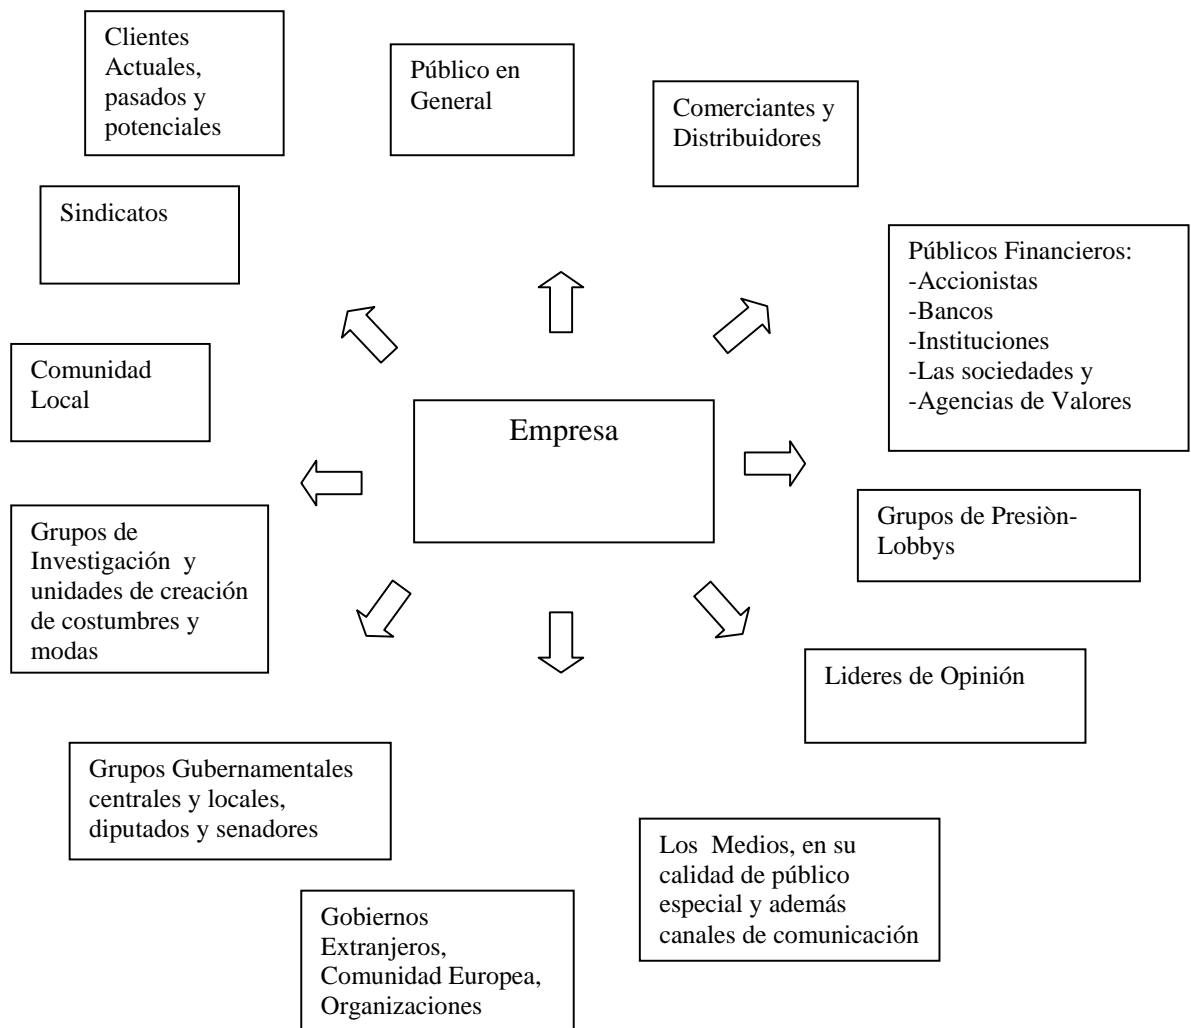 Clientes
Actuales,
pasados y
potenciales
Público en
General
Comerciantes y
Distribuidores
Sindicatos
Públicos Financieros:
-Accionistas
-Bancos
-Instituciones
-Las sociedades y
-Agencias de Valores
Comunidad
Local
Empresa
Grupos de Presiòn-
Lobbys
Grupos de
Investigación y
unidades de creación
de costumbres y
modas
Lideres de Opinión
Grupos Gubernamentales
centrales y locales,
diputados y senadores
Los Medios, en su
calidad de público
especial y además
canales de comunicación
Gobiernos
Extranjeros,
Comunidad Europea,
Organizaciones